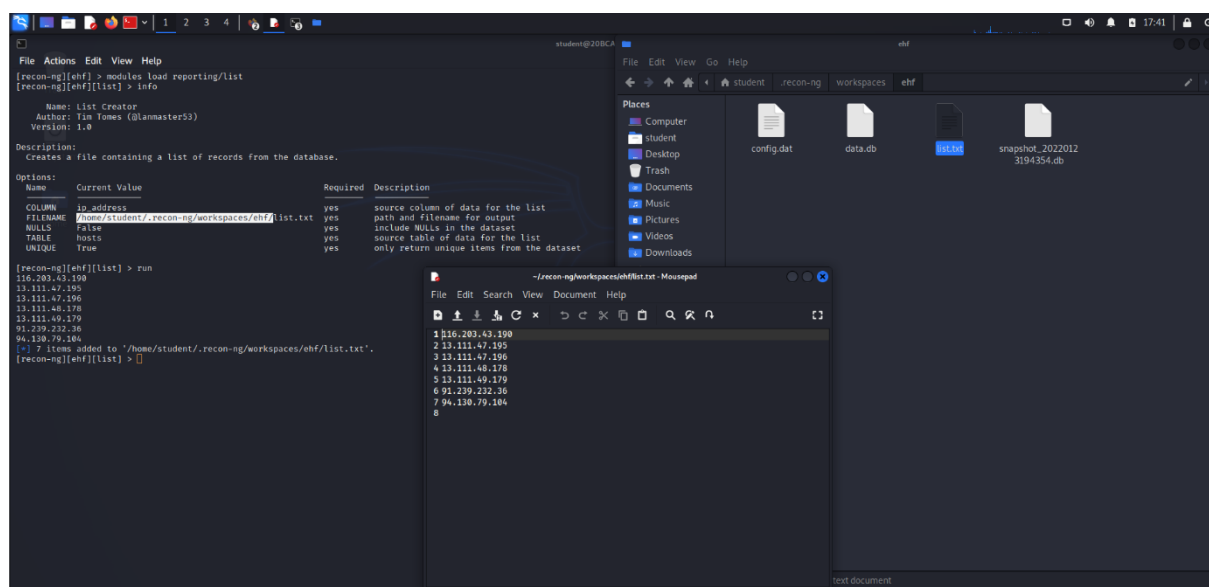 1 2 3 4
17:41
student@20BCA
File Actions Edit View Help
[recon-ng][ehf] > modules load reporting/list
[recon-ng][ehf][list] > info
Name: List Creator
Author: Tim Tomes (@lanmaster53)
Version: 1.0
Description:
Creates a file containing a list of records from the database.
Options:
Name Current Value Required Description
COLUMN ip_address yes source column of data for the list
FILENAME /home/student/.recon-ng/workspaces/ehf/list.txt yes path and filename for output
NULLS False yes include NULLs in the dataset
TABLE hosts yes source table of data for the list
UNIQUE True yes only return unique items from the dataset
[recon-ng][ehf][list] > run
116.203.43.190
13.111.47.195
13.111.47.196
13.111.48.178
13.111.49.179
91.239.232.36
94.130.79.104
[*] 7 items added to '/home/student/.recon-ng/workspaces/ehf/list.txt'.
[recon-ng][ehf][list] >
ehf
File Edit View Go Help
student .recon-ng workspaces ehf
Places
Computer
student
Desktop
Trash
Documents
Music
Pictures
Videos
Downloads
config.dat
data.db
list.txt
snapshot_2022012
3194354.db
~/.recon-ng/workspaces/ehf/list.txt - Mousepad
File Edit Search View Document Help
1 116.203.43.190
2 13.111.47.195
3 13.111.47.196
4 13.111.48.178
5 13.111.49.179
6 91.239.232.36
7 94.130.79.104
8
text document